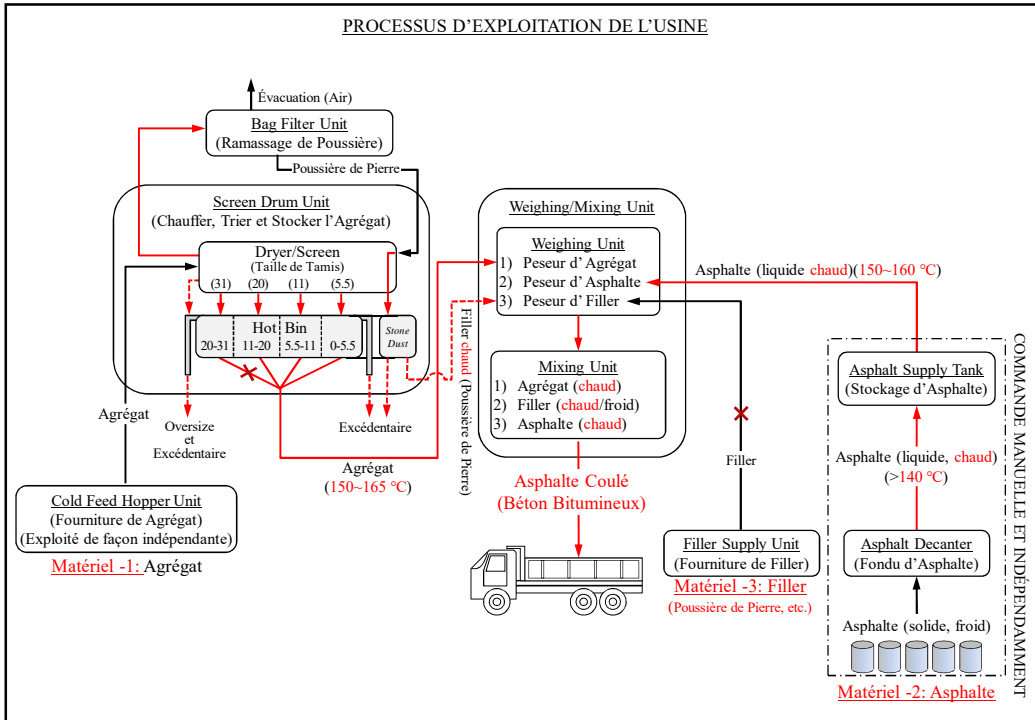 PROCESSUS D'EXPLOITATION DE L'USINE
Évacuation (Air)
Bag Filter Unit
(Ramassage de Poussière)
Poussière de Pierre
Screen Drum Unit
(Chauffer, Trier et Stocker l'Agrégat)
Dryer/Screen
(Taille de Tamis)
(31) (20) (11) (5.5)
Hot Bin
20-31 11-20 5.5-11 0-5.5
Stone
Dust
Agrégat
Oversize
et
Excédentaire
Excédentaire
Agrégat
(150~165 °C)
Filler chaud (Poussière de Pierre)
Cold Feed Hopper Unit
(Fourniture de Agrégat)
(Exploité de façon indépendante)
Matériel -1: Agrégat
Weighing/Mixing Unit
Weighing Unit
1) Peseur d'Agrégat
2) Peseur d'Asphalte
3) Peseur d'Filler
Mixing Unit
1) Agrégat (chaud)
2) Filler (chaud/froid)
3) Asphalte (chaud)
Asphalte Coulé
(Béton Bitumineux)
Filler
Filler Supply Unit
(Fourniture de Filler)
Matériel -3: Filler
(Poussière de Pierre, etc.)
Asphalte (liquide chaud)(150~160 °C)
Asphalt Supply Tank
(Stockage d'Asphalte)
Asphalte (liquide, chaud)
(>140 °C)
Asphalt Decanter
(Fondu d'Asphalte)
Asphalte (solide, froid)
Matériel -2: Asphalte
COMMANDE MANUELLE ET INDÉPENDAMMENT